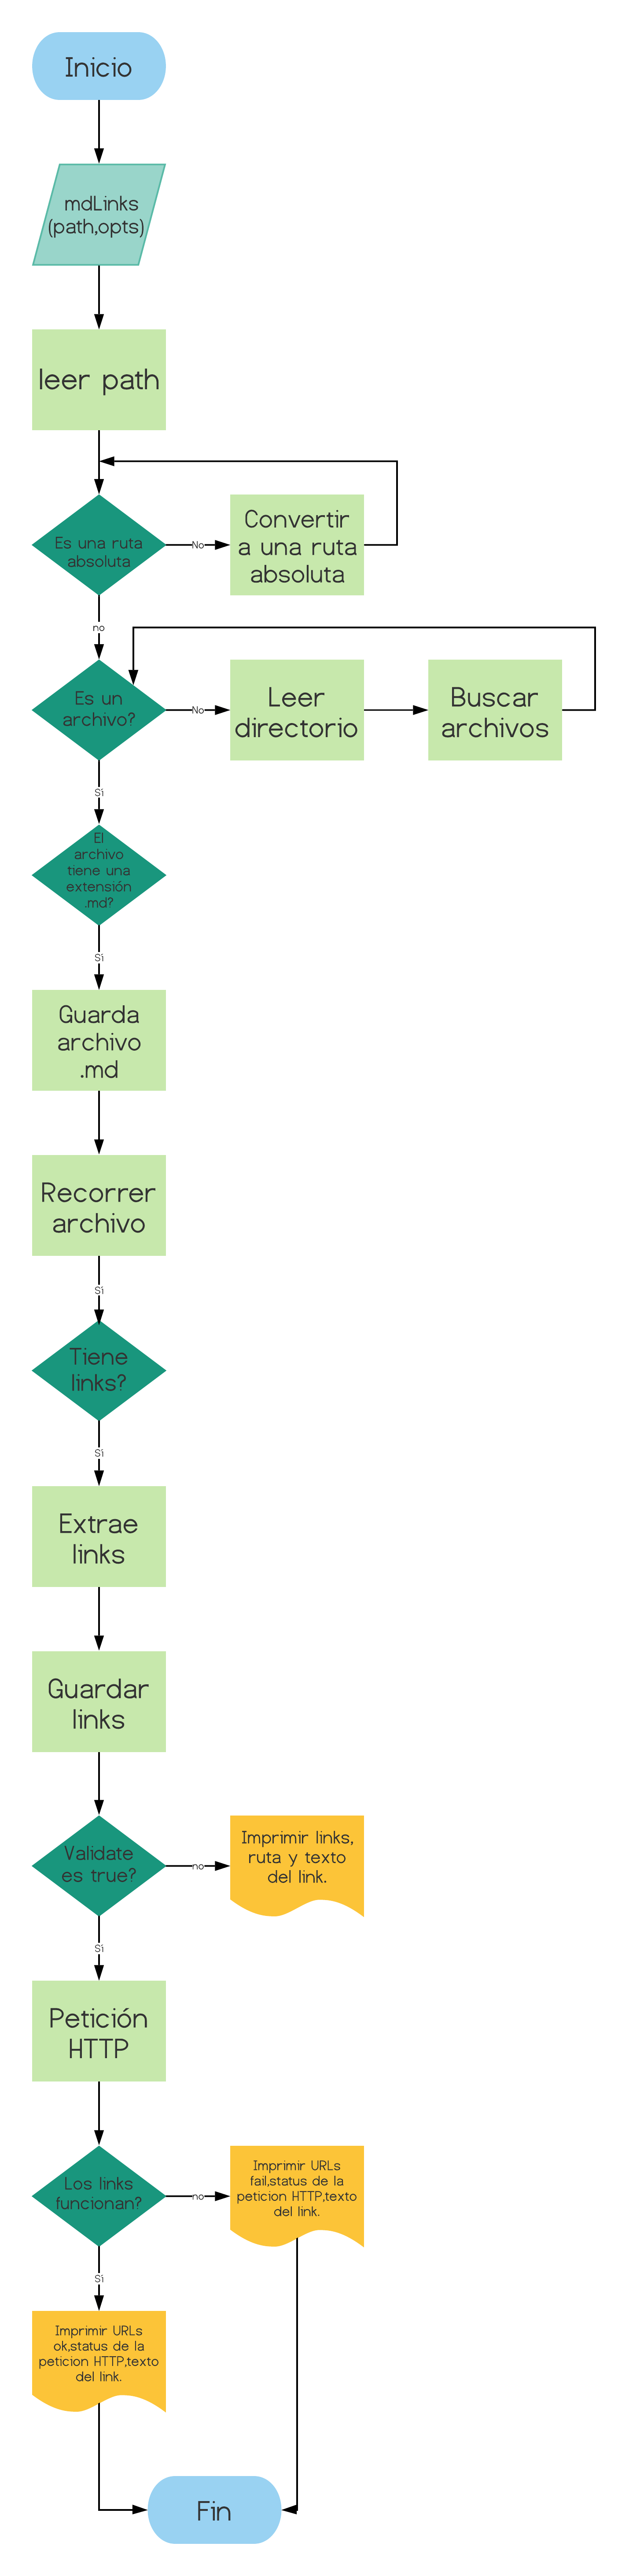 Inicio
mdLinks
(path,opts)
leer path
Es una ruta
absoluta
No
Convertir
a una ruta
absoluta
no
Es un
archivo?
No
Leer
directorio
Buscar
archivos
Sí
El
archivo
tiene una
extensión
.md?
Sí
Guarda
archivo
.md
Recorrer
archivo
Sí
Tiene
links?
Sí
Extrae
links
Guardar
links
Validate
es true?
no
Imprimir links,
ruta y texto
del link.
Sí
Petición
HTTP
Los links
funcionan?
no
Imprimir URLs
fail,status de la
peticion HTTP,texto
del link.
Sí
Imprimir URLs
ok,status de la
peticion HTTP,texto
del link.
Fin